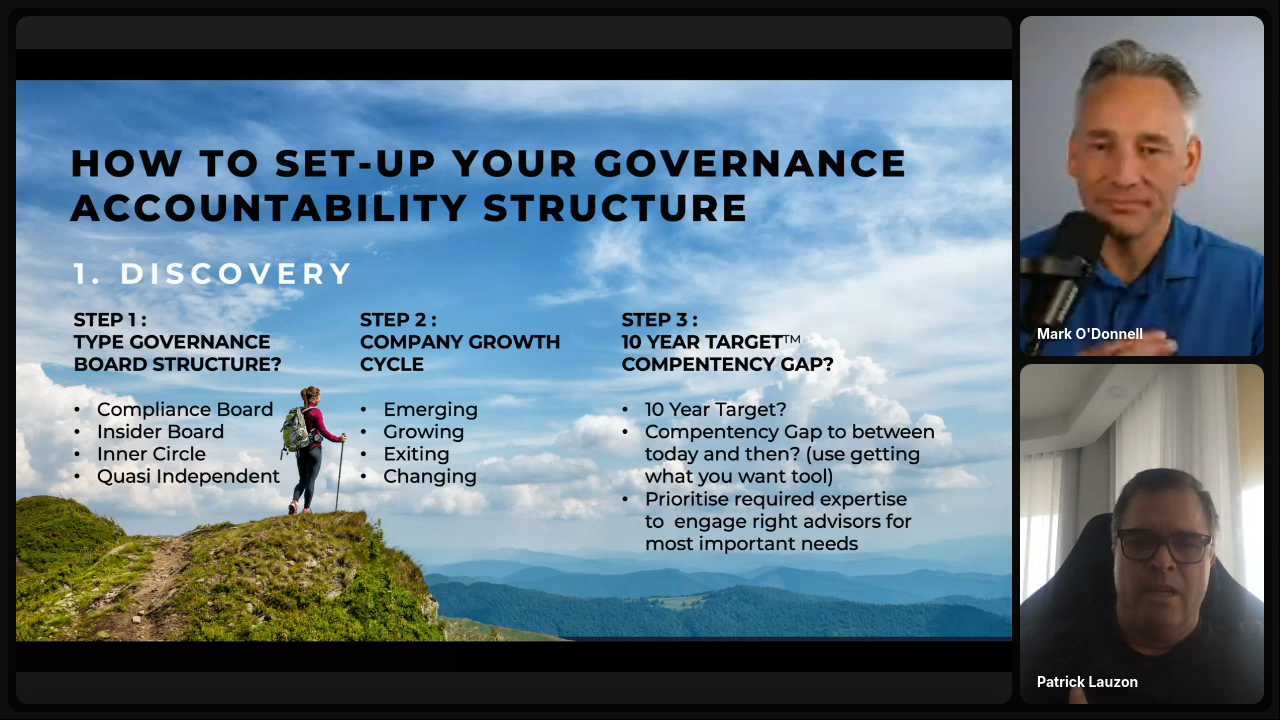 HOW TO SET-UP YOUR GOVERNANCE
ACCOUNTABILITY STRUCTURE
1. DISCOVERY
STEP 1 :
TYPE GOVERNANCE
BOARD STRUCTURE?
• Compliance Board
• Insider Board
• Inner Circle
• Quasi Independent
STEP 2 :
COMPANY GROWTH
CYCLE
• Emerging
• Growing
• Exiting
• Changing
STEP 3 :
10 YEAR TARGET™
COMPENTENCY GAP?
• 10 Year Target?
• Compentency Gap to between
today and then? (use getting
what you want tool)
• Prioritise required expertise
to engage right advisors for
most important needs
Mark O'Donnell
Patrick Lauzon